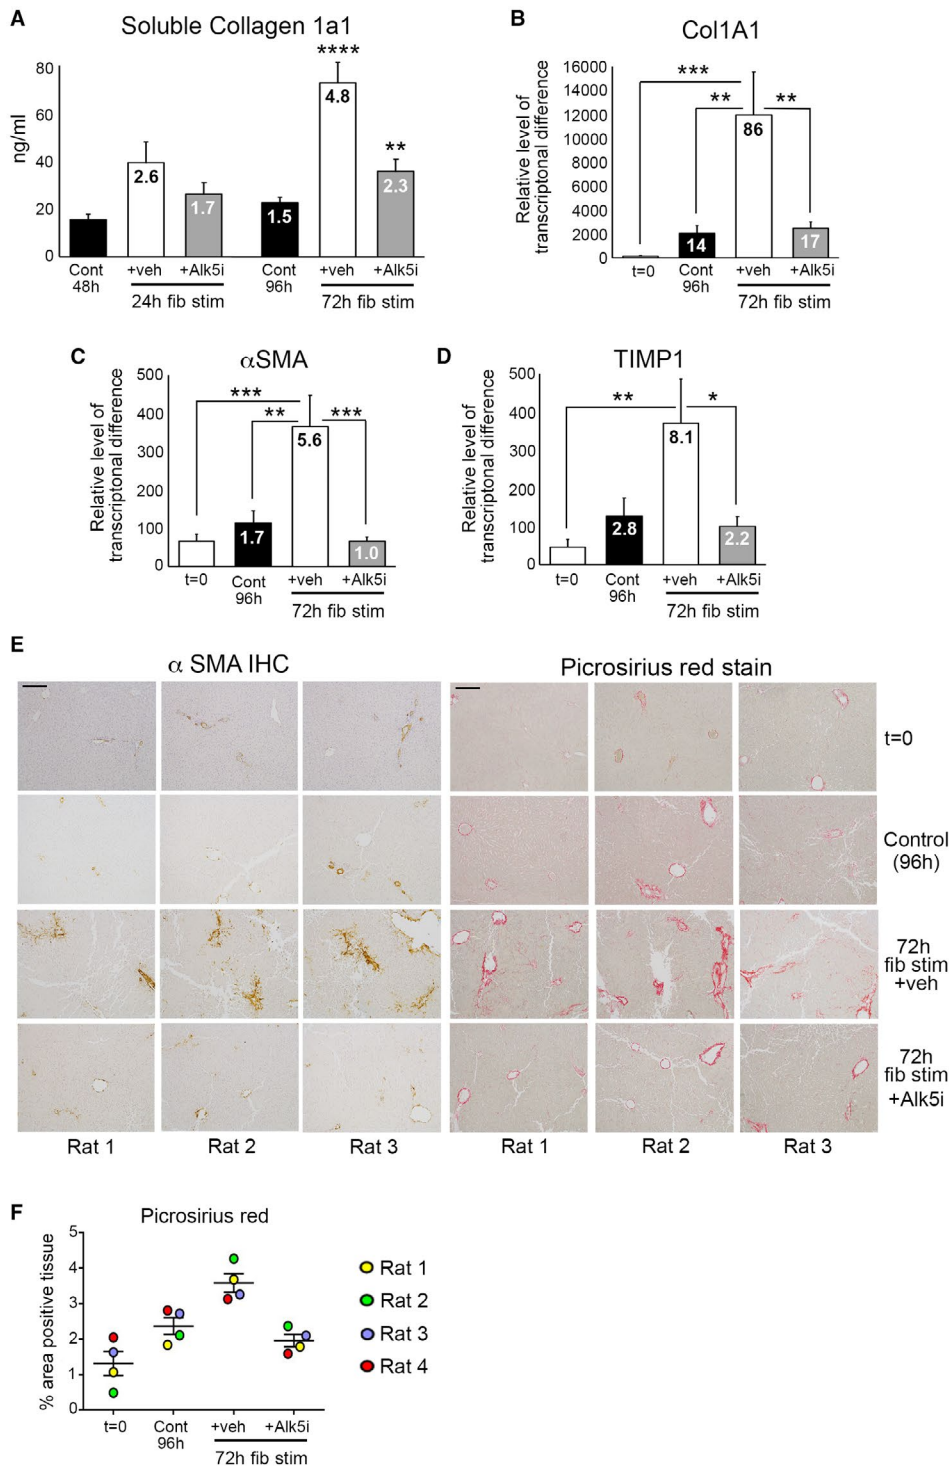 A
Soluble Collagen 1a1
ng/ml
80
60
40
20
0
****
4.8
**
2.6
1.7
1.5
2.3
Cont
48h
+veh
+Alk5i
Cont
96h
+veh
+Alk5i
24h fib stim
72h fib stim
B
Col1A1
Relative level of
transcriptonal difference
16000
14000
12000
10000
8000
6000
4000
2000
0
***
**
**
86
14
17
t=0
Cont
96h
+veh
+Alk5i
72h fib stim
C
αSMA
Relative level of
transcriptonal difference
500
400
300
200
100
0
***
**
***
5.6
1.7
1.0
t=0
Cont
96h
+veh
+Alk5i
72h fib stim
D
TIMP1
Relative level of
transcriptonal difference
500
400
300
200
100
0
**
*
8.1
2.8
2.2
t=0
Cont
96h
+veh
+Alk5i
72h fib stim
E
α SMA IHC
Picrosirius red stain
t=0
Control
(96h)
72h
fib stim
+veh
72h
fib stim
+Alk5i
Rat 1
Rat 2
Rat 3
Rat 1
Rat 2
Rat 3
F
Picrosirius red
% area positive tissue
5
4
3
2
1
0
t=0
Cont
96h
+veh
+Alk5i
72h fib stim
Rat 1
Rat 2
Rat 3
Rat 4